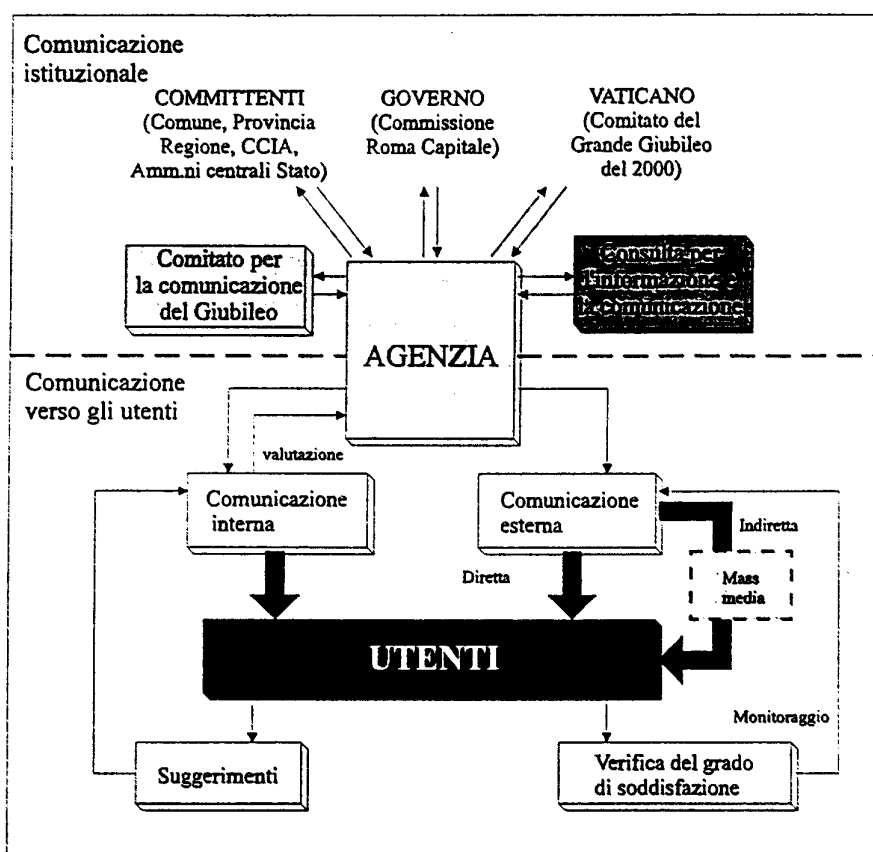 Comunicazione
istituzionale
COMMITTENTI
(Comune, Provincia
Regione, CCIA,
Amm.ni centrali Stato)
GOVERNO
(Commissione
Roma Capitale)
VATICANO
(Comitato del
Grande Giubileo
del 2000)
Comitato per
la comunicazione
del Giubileo
Consulta per
l'informazione e
la comunicazione
AGENZIA
Comunicazione
verso gli utenti
valutazione
Comunicazione
interna
Comunicazione
esterna
Indiretta
Diretta
Mass
media
UTENTI
Monitoraggio
Suggerimenti
Verifica del grado
di soddisfazione